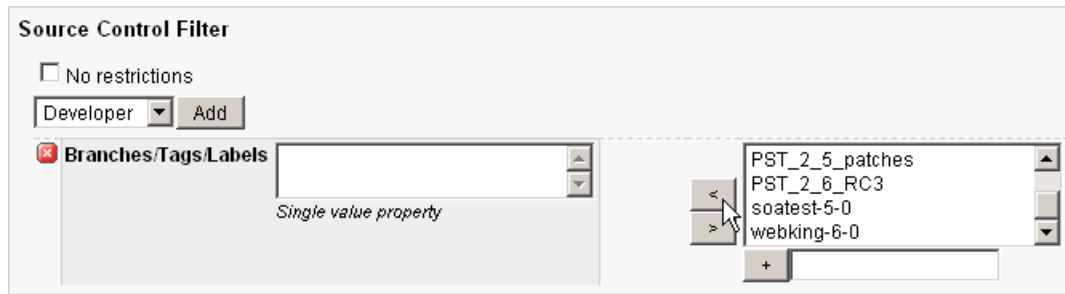 Source Control Filter
No restrictions
Developer Add
Branches/Tags/Labels
Single value property
<
>
PST_2_5_patches
PST_2_6_RC3
soatest-5-0
webking-6-0
+